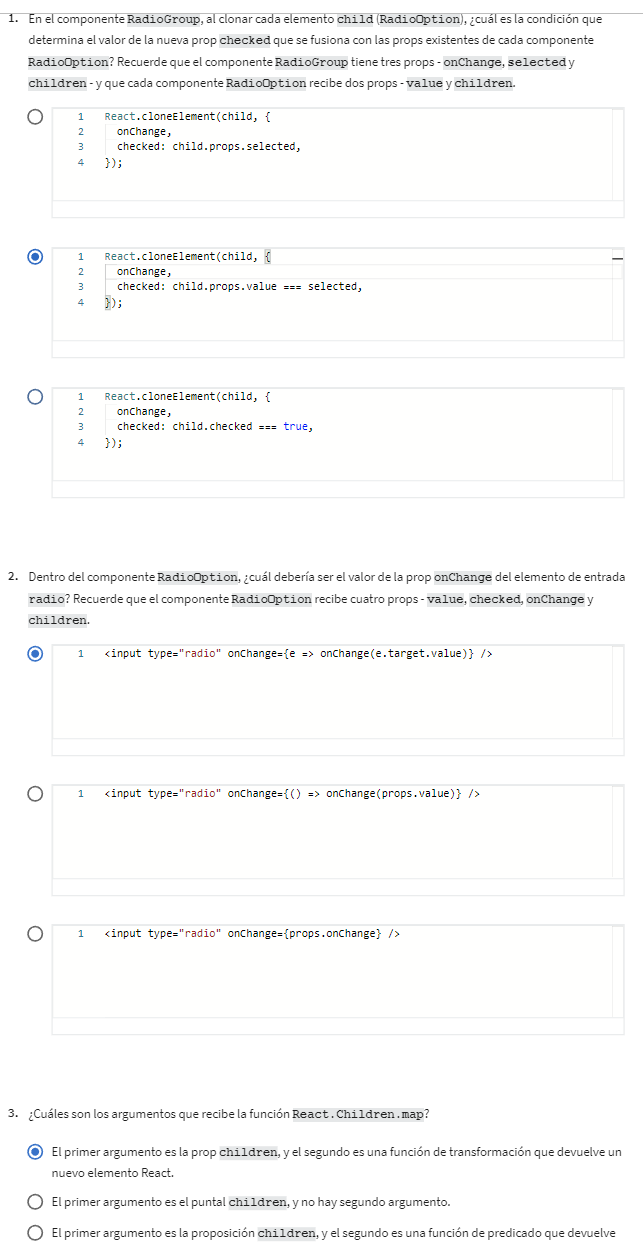 1. En el componente RadioGroup, al clonar cada elemento child (RadioOption), ¿cuál es la condición que
determina el valor de la nueva prop checked que se fusiona con las props existentes de cada componente
RadioOption? Recuerde que el componente RadioGroup tiene tres props - onChange, selected y
children - y que cada componente RadioOption recibe dos props - value y children.
1 React.cloneElement(child, {
2 onChange,
3 checked: child.props.selected,
4 });
1 React.cloneElement(child, {
2 onChange,
3 checked: child.props.value === selected,
4 });
1 React.cloneElement(child, {
2 onChange,
3 checked: child.checked === true,
4 });
2. Dentro del componente RadioOption, ¿cuál debería ser el valor de la prop onChange del elemento de entrada
radio? Recuerde que el componente RadioOption recibe cuatro props - value, checked, onChange y
children.
1 <input type="radio" onChange={e => onChange(e.target.value)} />
1 <input type="radio" onChange={() => onChange(props.value)} />
1 <input type="radio" onChange={props.onChange} />
3. ¿Cuáles son los argumentos que recibe la función React.Children.map?
El primer argumento es la prop children, y el segundo es una función de transformación que devuelve un
nuevo elemento React.
El primer argumento es el puntal children, y no hay segundo argumento.
El primer argumento es la proposición children, y el segundo es una función de predicado que devuelve